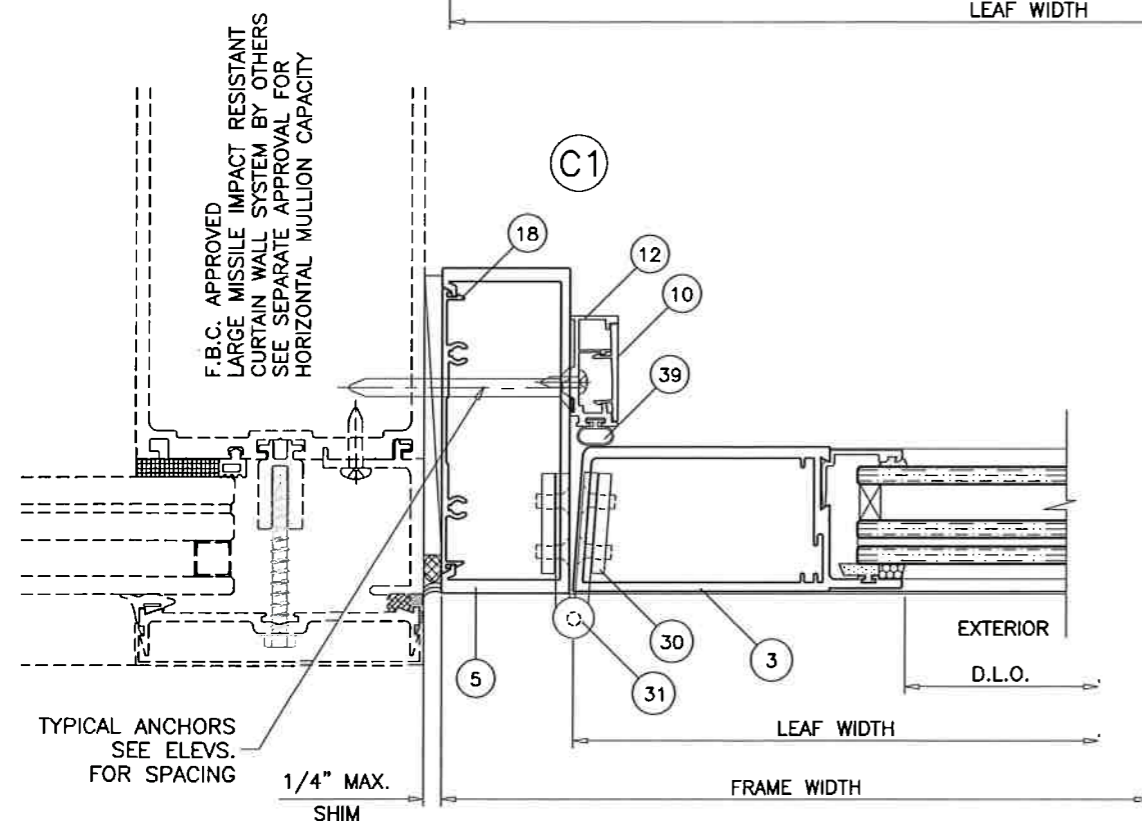 LEAF WIDTH
F.B.C. APPROVED
LARGE MISSILE IMPACT RESISTANT
CURTAIN WALL SYSTEM BY OTHERS
SEE SEPARATE APPROVAL FOR
HORIZONTAL MULLION CAPACITY
C1
18
12
10
39
EXTERIOR
30
3
5
31
D.L.O.
TYPICAL ANCHORS
SEE ELEVS.
FOR SPACING
LEAF WIDTH
1/4" MAX.
SHIM
FRAME WIDTH